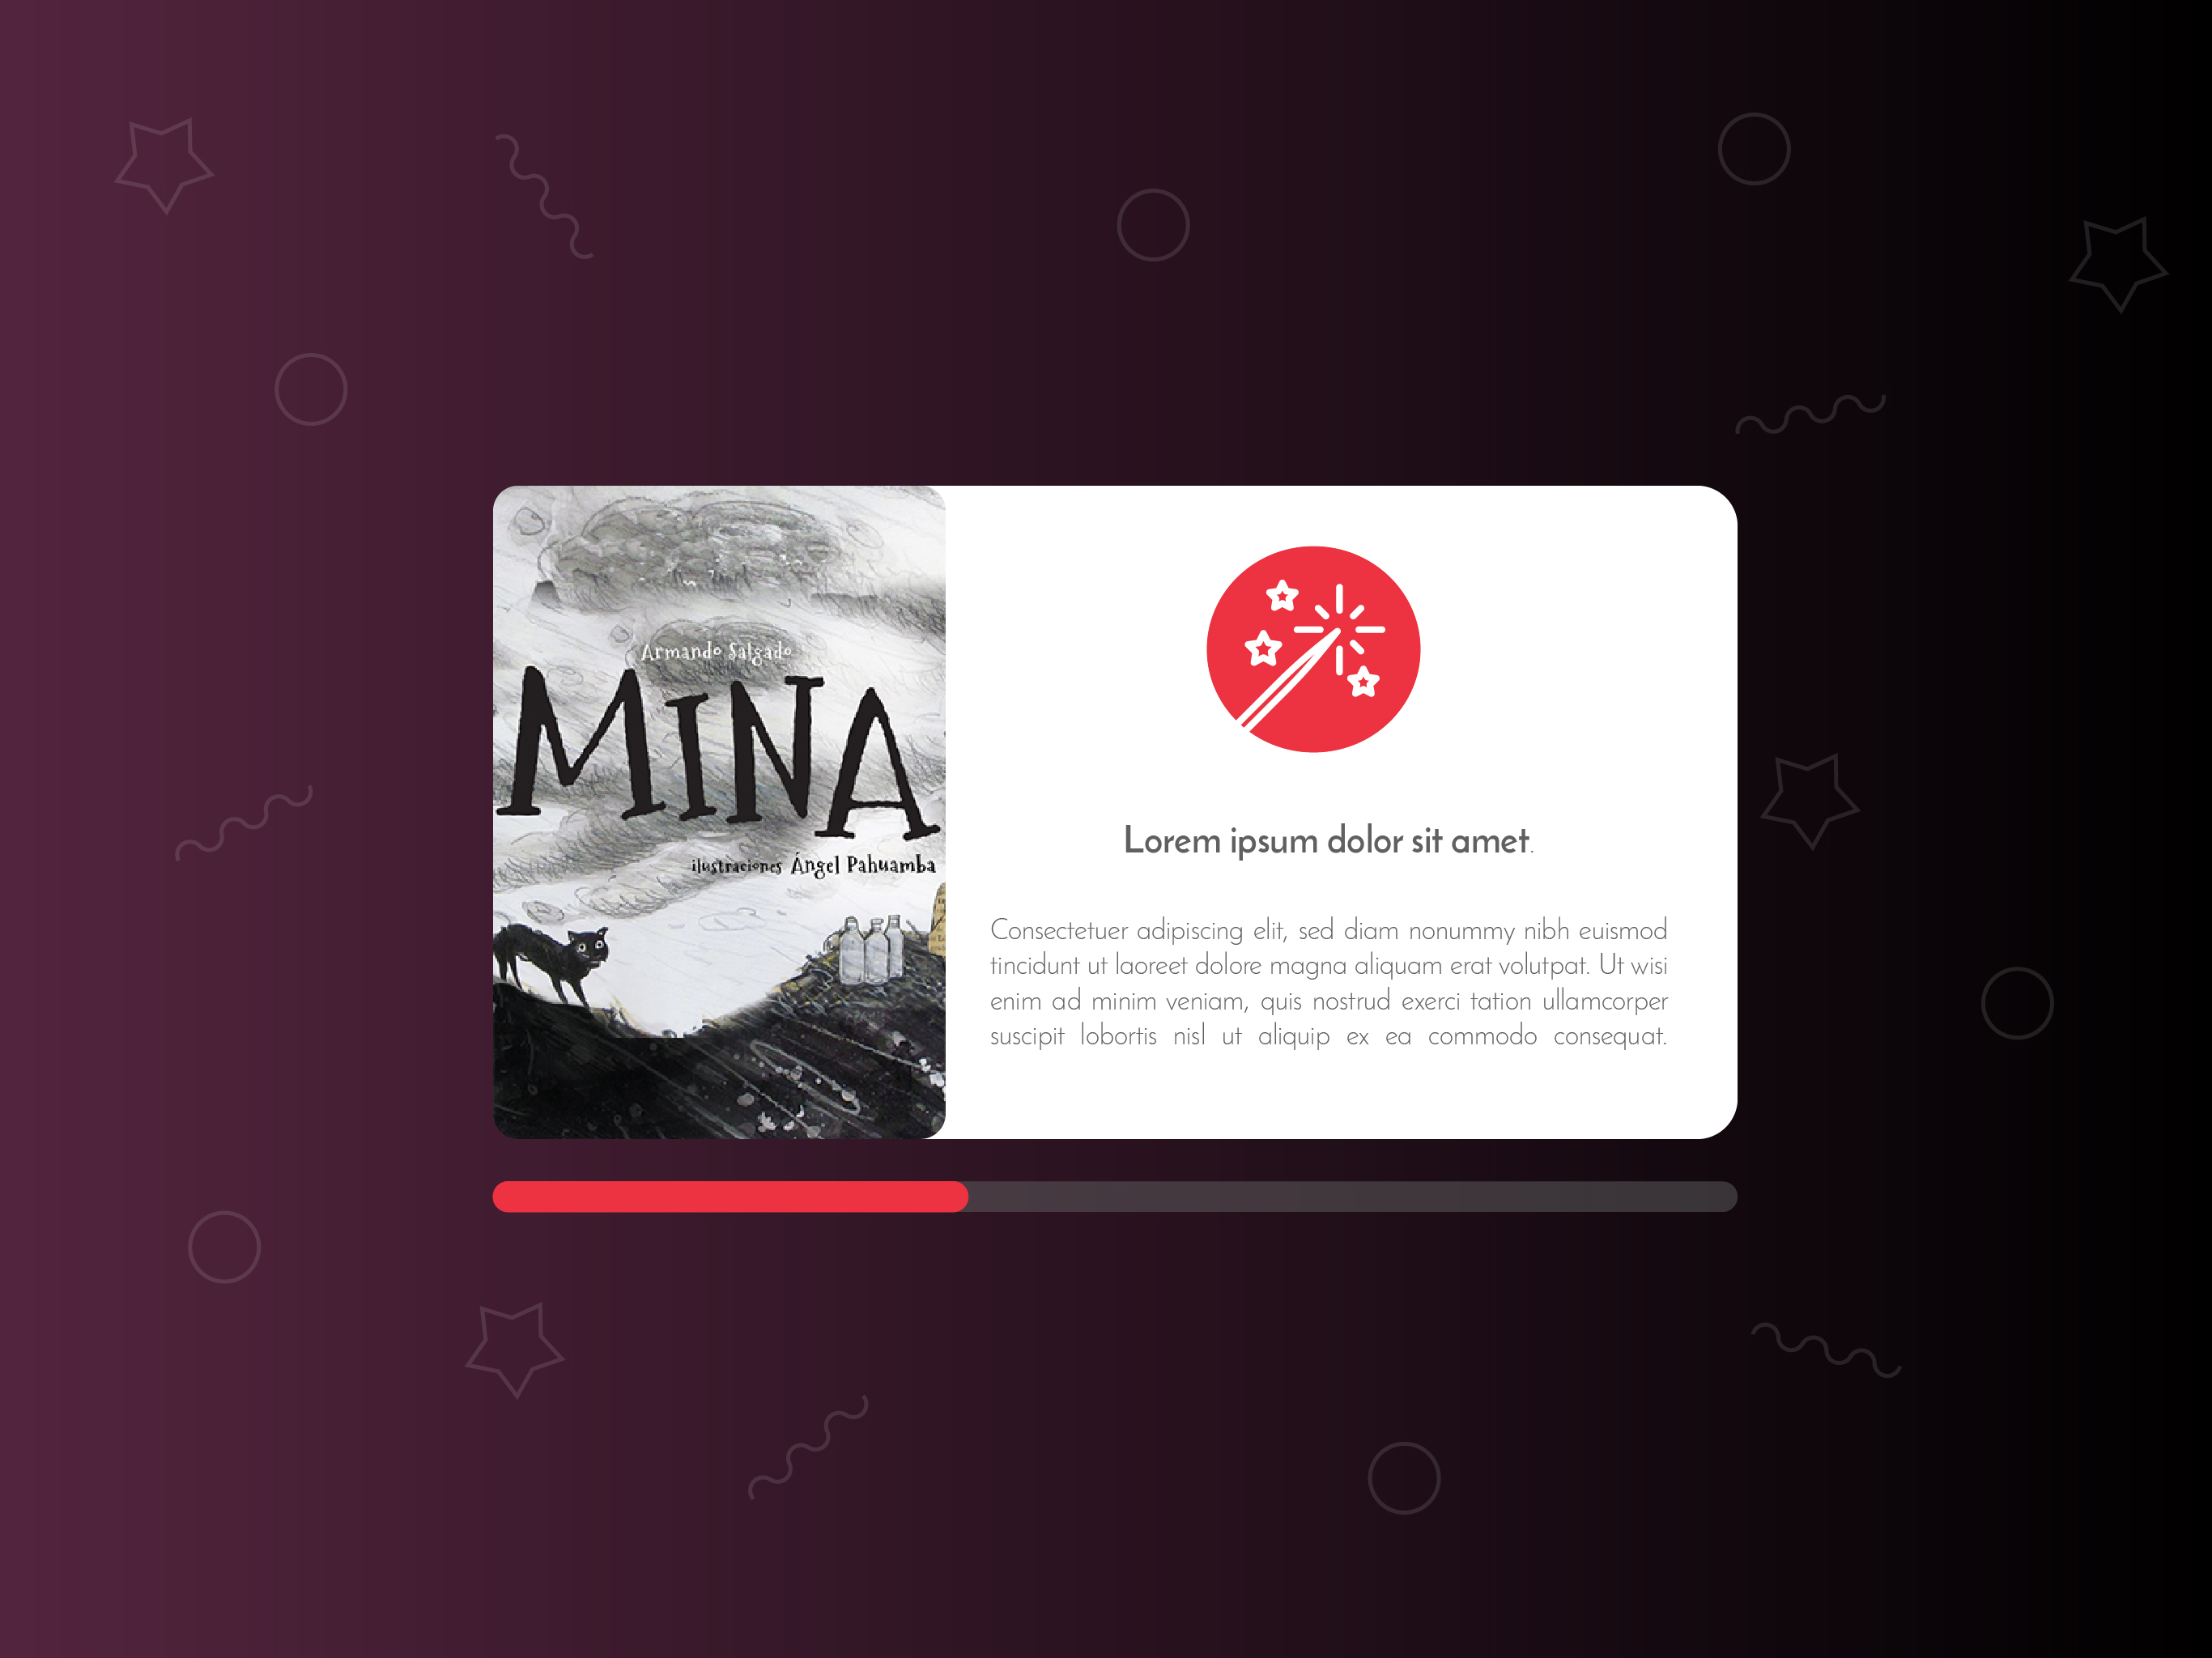 Armando Salgado
MINA
ilustraciones Ángel Pahuamba
Lorem ipsum dolor sit amet.
Consectetuer adipiscing elit, sed diam nonummy nibh euismod
tincidunt ut laoreet dolore magna aliquam erat volutpat. Ut wisi
enim ad minim veniam, quis nostrud exerci tation ullamcorper
suscipit lobortis nisl ut aliquip ex ea commodo consequat.